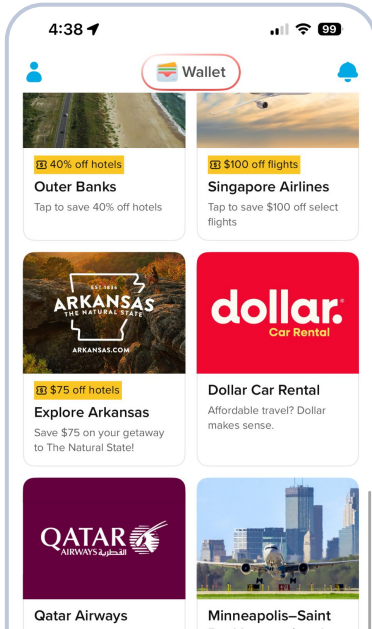 4:38
99
Wallet
40% off hotels
Outer Banks
Tap to save 40% off hotels
$100 off flights
Singapore Airlines
Tap to save $100 off select
flights
EST. 1836
ARKANSAS
THE NATURAL STATE
ARKANSAS.COM
$75 off hotels
Explore Arkansas
Save $75 on your getaway
to The Natural State!
dollar.®
Car Rental
Dollar Car Rental
Affordable travel? Dollar
makes sense.
QATAR
AIRWAYS القطرية
Qatar Airways
Minneapolis–Saint